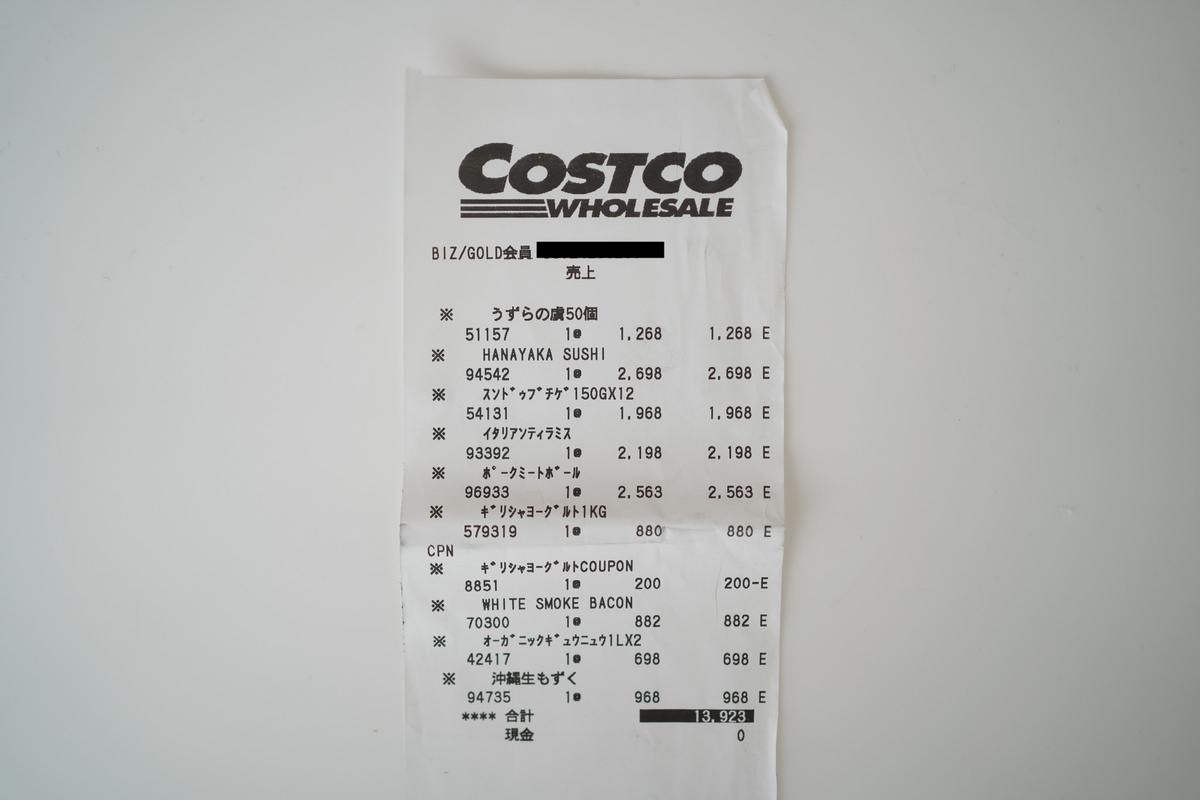 COSTCO
WHOLESALE
BIZ/GOLD会員
売上
※ うずらの虜50個
51157 1@ 1,268 1,268 E
※ HANAYAKA SUSHI
94542 1@ 2,698 2,698 E
※ スンドゥブチゲ150GX12
54131 1@ 1,968 1,968 E
※ イタリアンティラミス
93392 1@ 2,198 2,198 E
※ ポークミートボール
96933 1@ 2,563 2,563 E
※ ギリシャヨーグルト1KG
579319 1@ 880 880 E
CPN
※ ギリシャヨーグルトCOUPON
8851 1@ 200 200-E
※ WHITE SMOKE BACON
70300 1@ 882 882 E
※ オーガニックギュウニュウ1LX2
42417 1@ 698 698 E
※ 沖縄生もずく
94735 1@ 968 968 E
**** 合計 13,923
現金 0